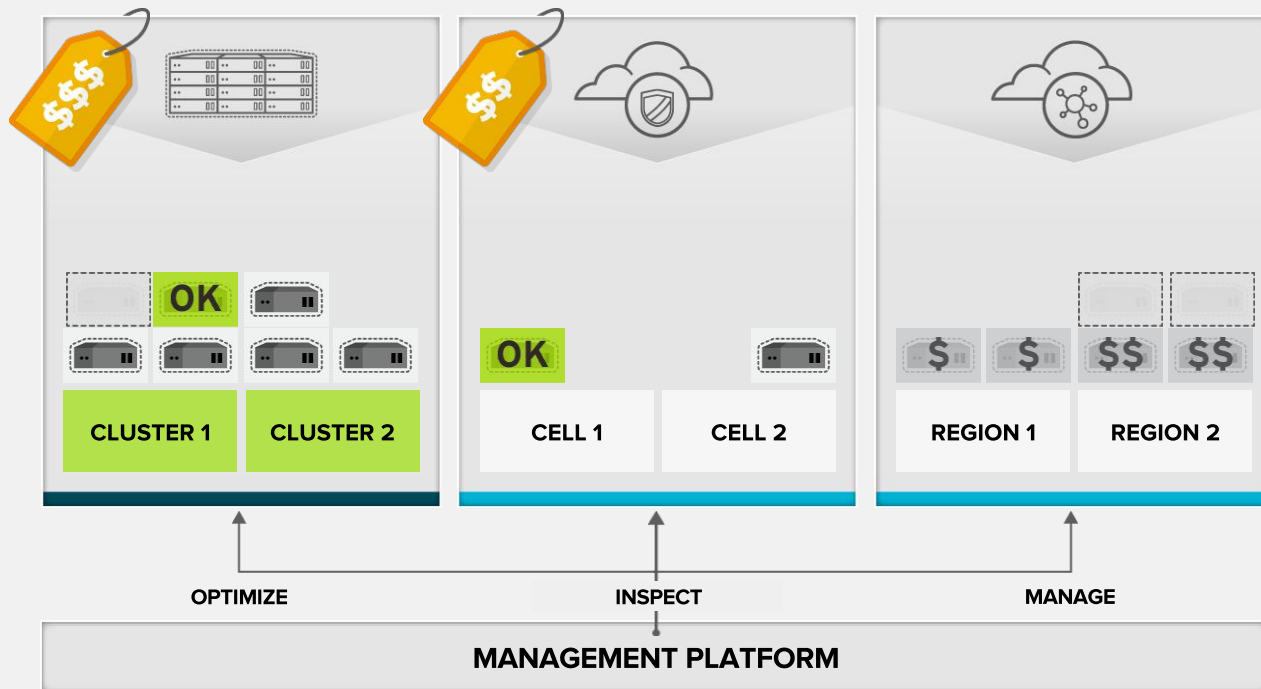 $$$
$$
OK
OK
$ $ $$ $$
CLUSTER 1 CLUSTER 2
CELL 1 CELL 2
REGION 1 REGION 2
OPTIMIZE INSPECT MANAGE
MANAGEMENT PLATFORM